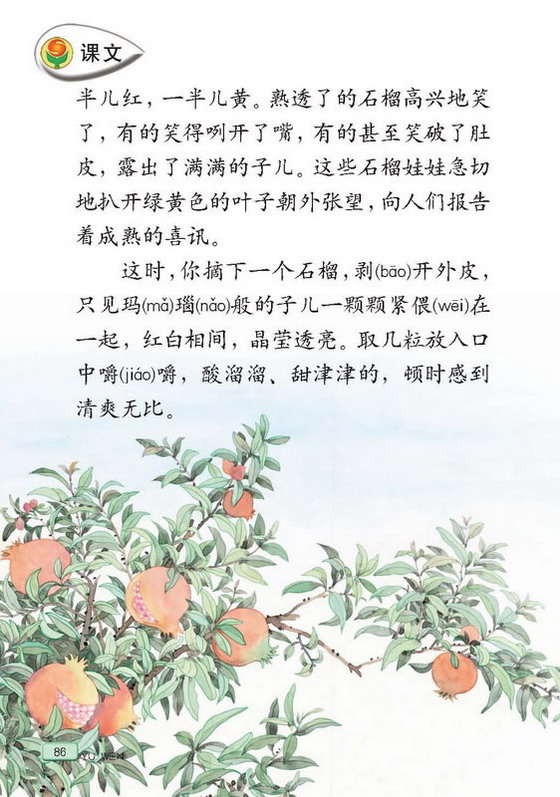 课文
半儿红，一半儿黄。熟透了的石榴高兴地笑
了，有的笑得咧开了嘴，有的甚至笑破了肚
皮，露出了满满的子儿。这些石榴娃娃急切
地扒开绿黄色的叶子朝外张望，向人们报告
着成熟的喜讯。
这时，你摘下一个石榴，剥(bāo)开外皮，
只见玛(mǎ)瑙(nǎo)般的子儿一颗颗紧偎(wēi)在
一起，红白相间，晶莹透亮。取几粒放入口
中嚼(jiáo)嚼，酸溜溜、甜津津的，顿时感到
清爽无比。
86
YU WEN